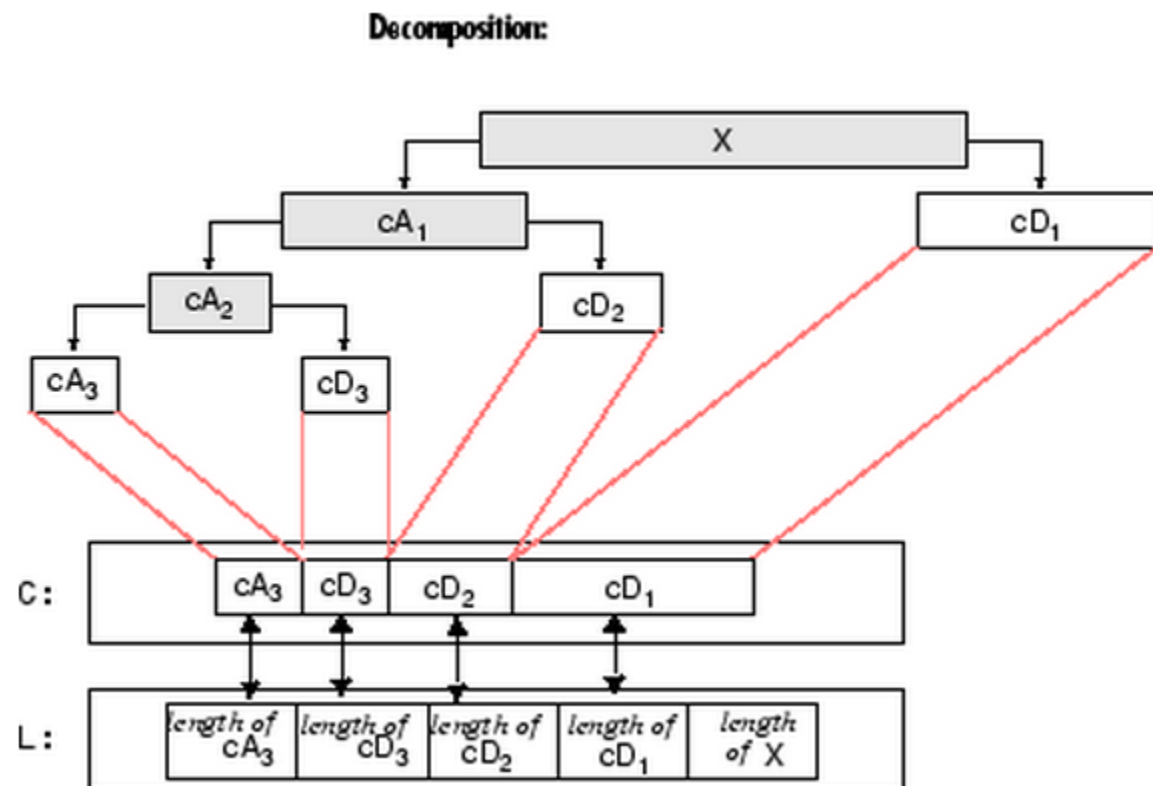 Decomposition:
X
cA₁ cD₁
cA₂ cD₂
cA₃ cD₃
C: cA₃ cD₃ cD₂ cD₁
L: length of cA₃ length of cD₃ length of cD₂ length of cD₁ length of X